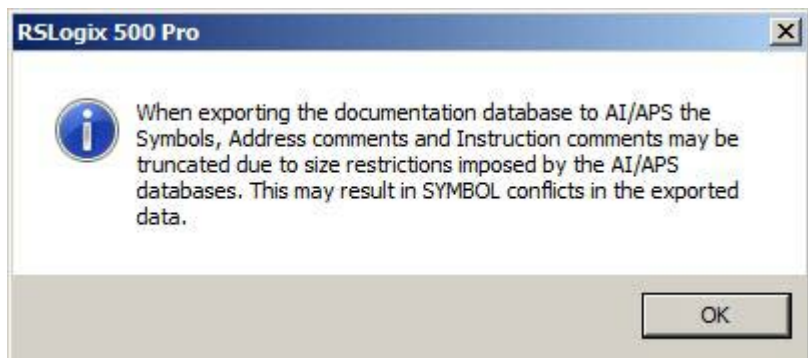 RSLogix 500 Pro
When exporting the documentation database to AI/APS the
Symbols, Address comments and Instruction comments may be
truncated due to size restrictions imposed by the AI/APS
databases. This may result in SYMBOL conflicts in the exported
data.
OK